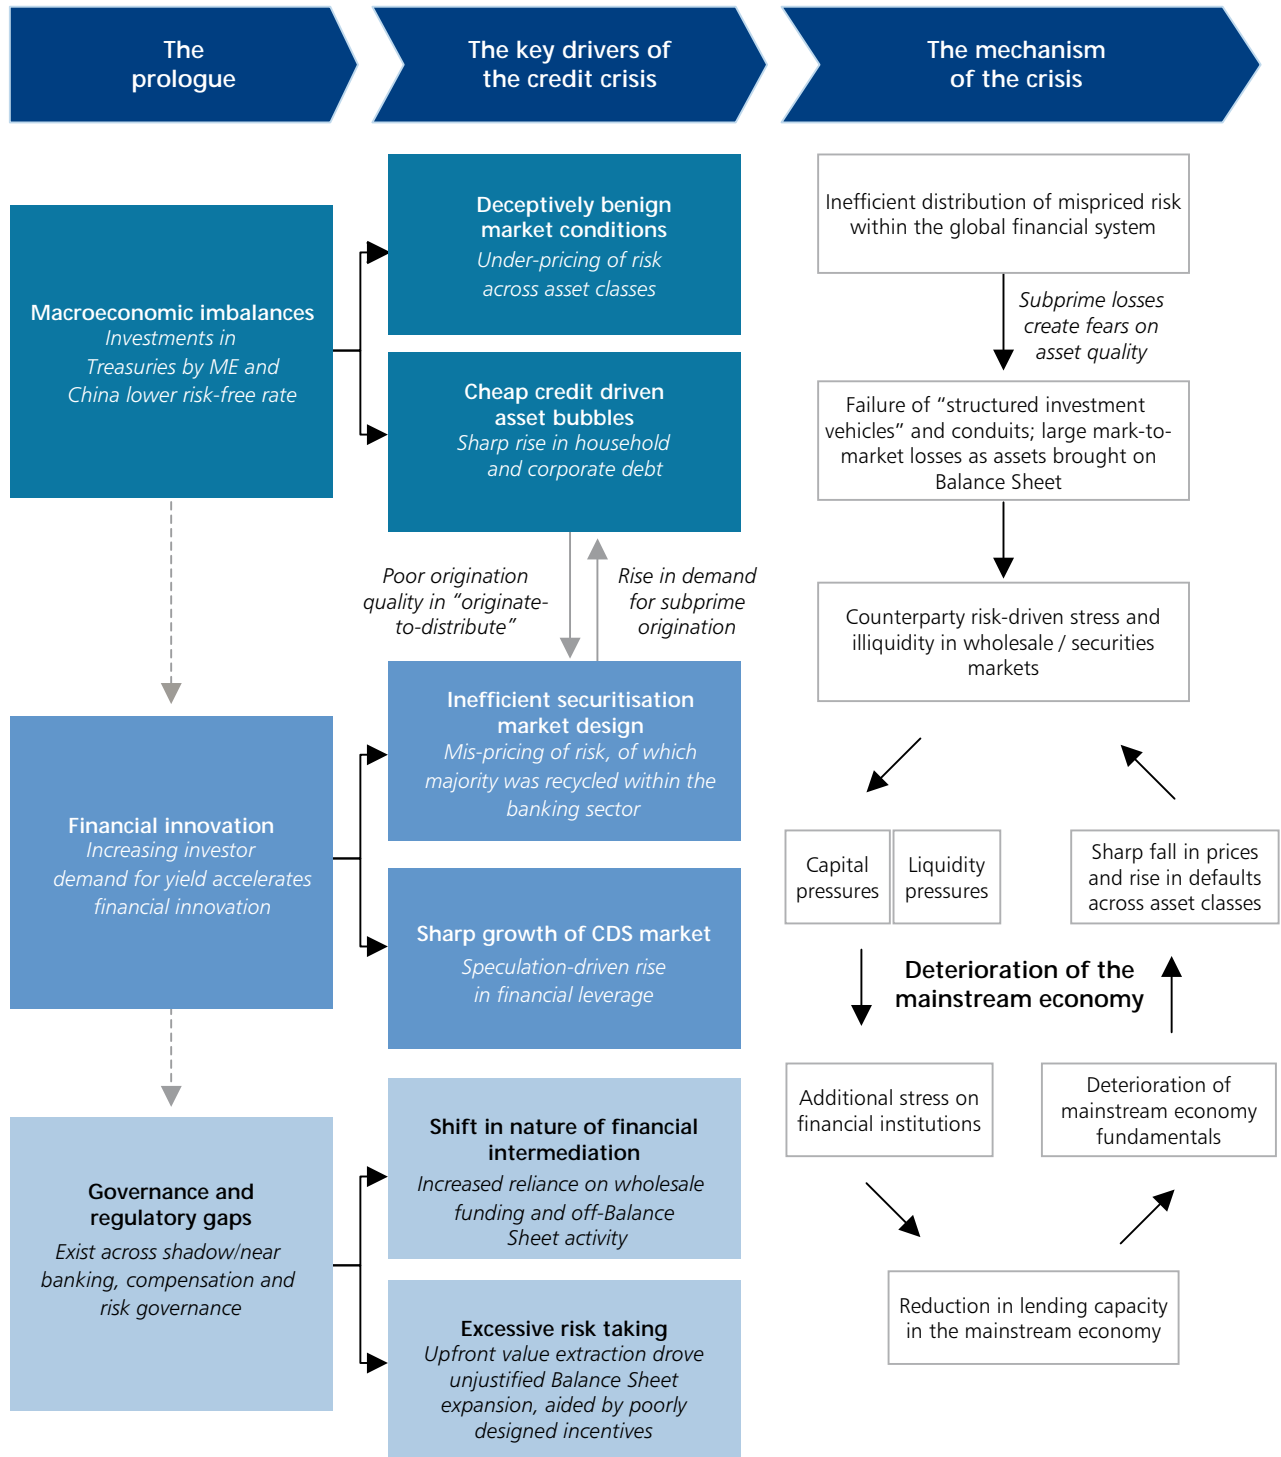 The
prologue
The key drivers of
the credit crisis
The mechanism
of the crisis
Macroeconomic imbalances
Investments in
Treasuries by ME and
China lower risk-free rate
Deceptively benign
market conditions
Under-pricing of risk
across asset classes
Cheap credit driven
asset bubbles
Sharp rise in household
and corporate debt
Poor origination
quality in “originate-
to-distribute”
Rise in demand
for subprime
origination
Financial innovation
Increasing investor
demand for yield accelerates
financial innovation
Inefficient securitisation
market design
Mis-pricing of risk, of which
majority was recycled within the
banking sector
Sharp growth of CDS market
Speculation-driven rise
in financial leverage
Governance and
regulatory gaps
Exist across shadow/near
banking, compensation and
risk governance
Shift in nature of financial
intermediation
Increased reliance on wholesale
funding and off-Balance
Sheet activity
Excessive risk taking
Upfront value extraction drove
unjustified Balance Sheet
expansion, aided by poorly
designed incentives
Inefficient distribution of mispriced risk
within the global financial system
Subprime losses
create fears on
asset quality
Failure of “structured investment
vehicles” and conduits; large mark-to-
market losses as assets brought on
Balance Sheet
Counterparty risk-driven stress and
illiquidity in wholesale / securities
markets
Capital
pressures
Liquidity
pressures
Sharp fall in prices
and rise in defaults
across asset classes
Deterioration of the
mainstream economy
Additional stress on
financial institutions
Deterioration of
mainstream economy
fundamentals
Reduction in lending capacity
in the mainstream economy